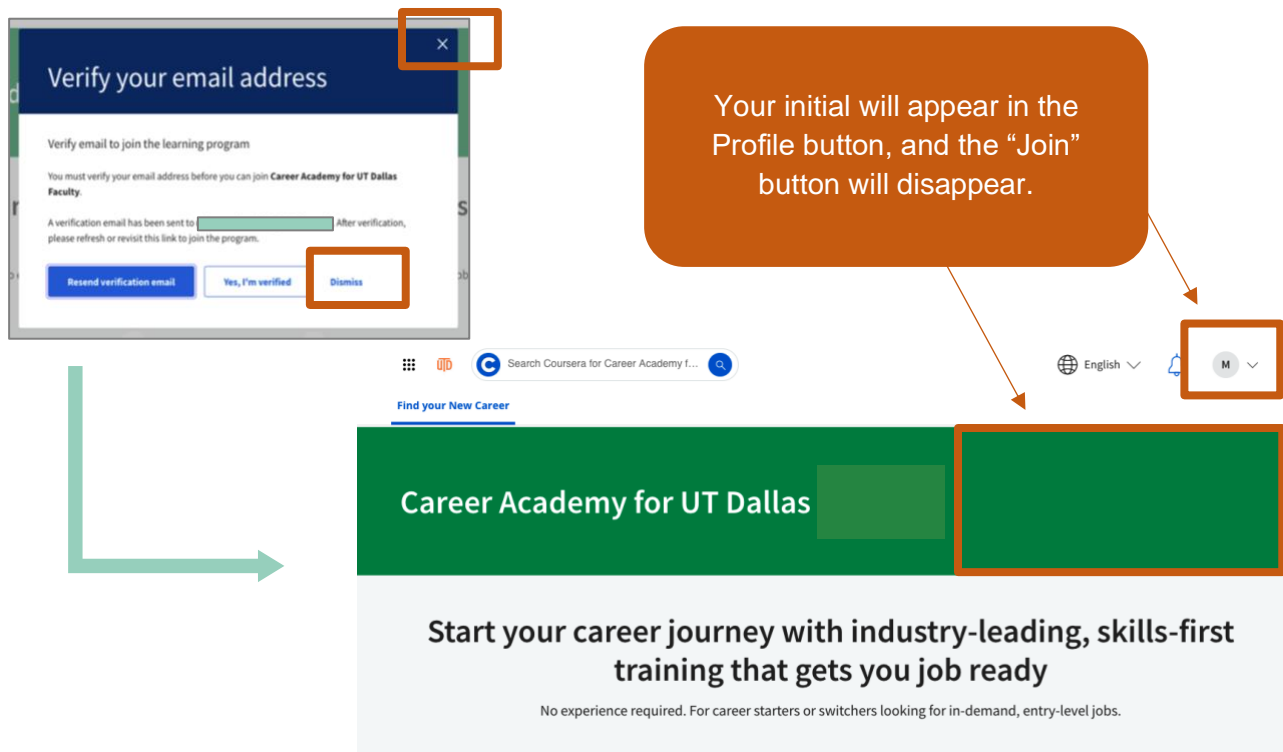 Verify your email address
Verify email to join the learning program
You must verify your email address before you can join Career Academy for UT Dallas
Faculty.
A verification email has been sent to After verification,
please refresh or revisit this link to join the program.
Resend verification email Yes, I'm verified Dismiss
Your initial will appear in the
Profile button, and the “Join”
button will disappear.
UTD
Search Coursera for Career Academy f...
English
M
Find your New Career
Career Academy for UT Dallas
Start your career journey with industry-leading, skills-first
training that gets you job ready
No experience required. For career starters or switchers looking for in-demand, entry-level jobs.